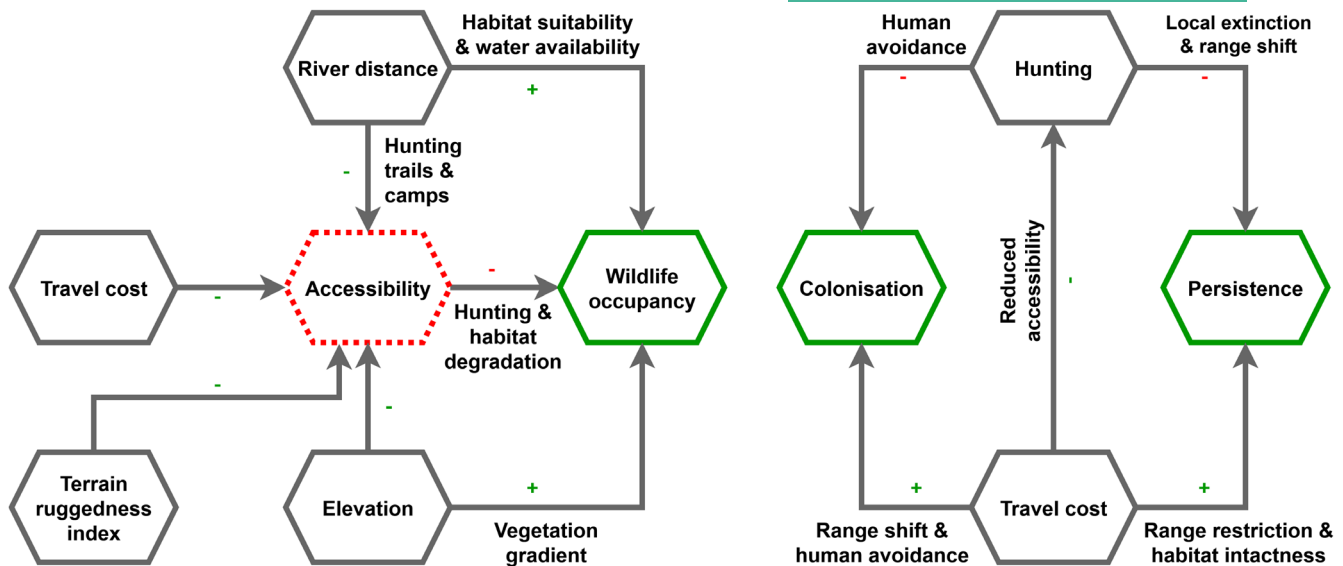 Habitat suitability
& water availability
River distance
+
Hunting
trails &
camps
-
Travel cost
-
Accessibility
-
Hunting &
habitat
degradation
Wildlife
occupancy
-
-
Terrain
ruggedness
index
Elevation
+
Vegetation
gradient
Human
avoidance
-
Hunting
Local extinction
& range shift
-
Colonisation
Reduced
accessibility
-
Persistence
+
Range shift &
human avoidance
Travel cost
+
Range restriction &
habitat intactness